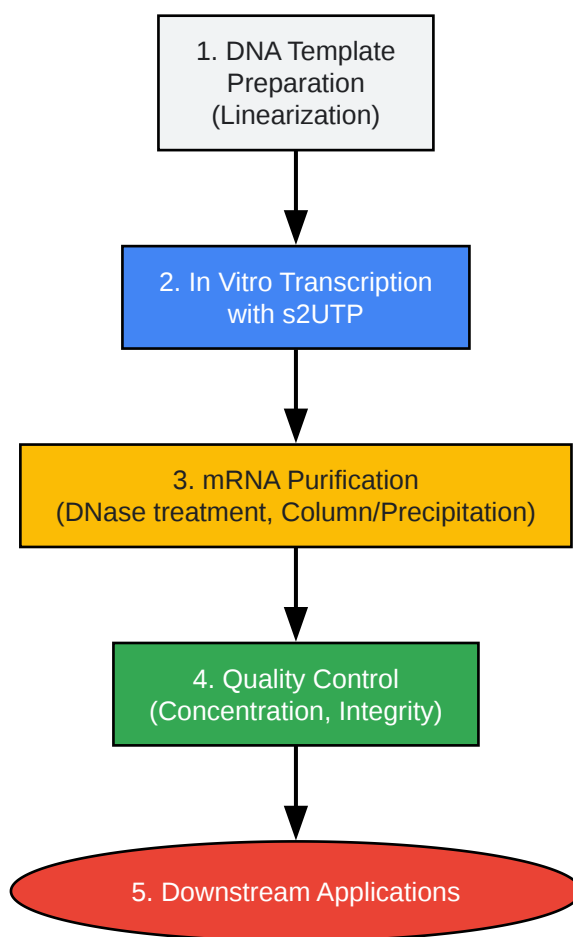 1. DNA Template
Preparation
(Linearization)
2. In Vitro Transcription
with s2UTP
3. mRNA Purification
(DNase treatment, Column/Precipitation)
4. Quality Control
(Concentration, Integrity)
5. Downstream Applications